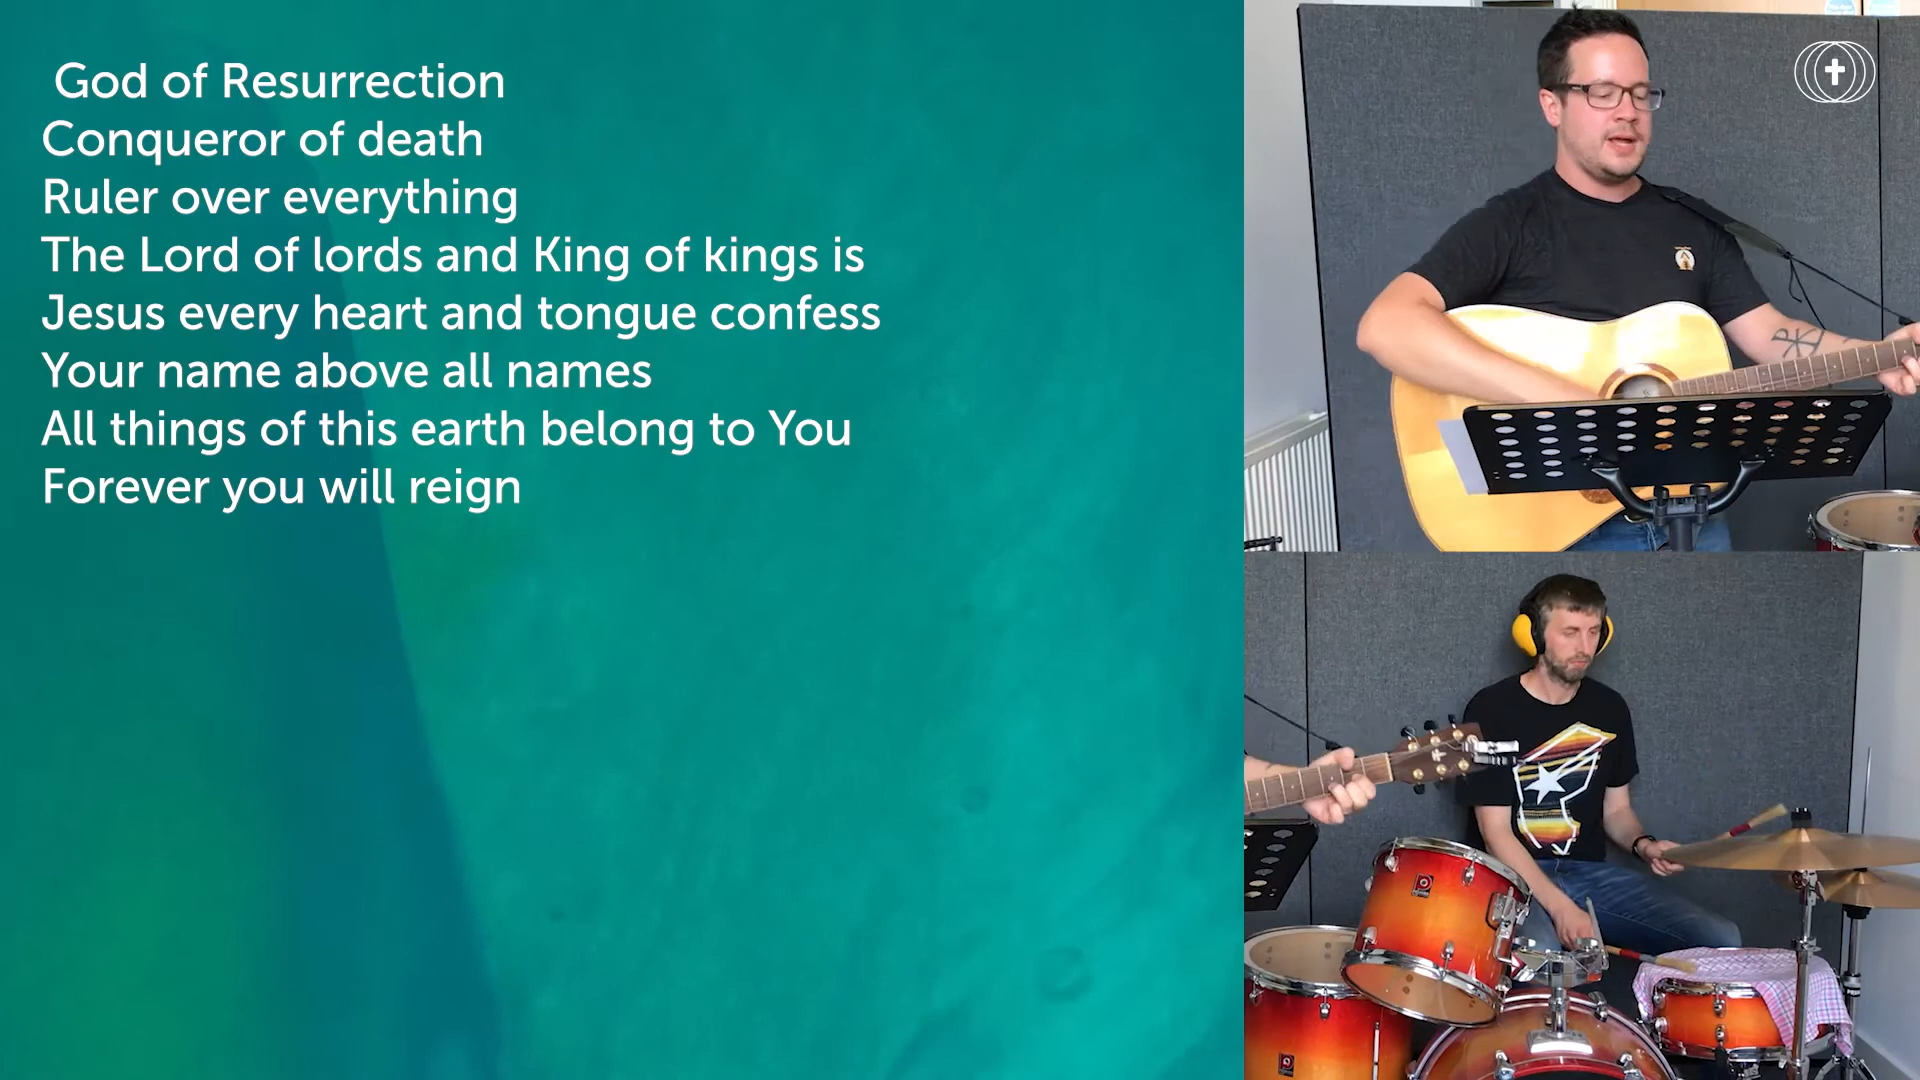 God of Resurrection
Conqueror of death
Ruler over everything
The Lord of lords and King of kings is
Jesus every heart and tongue confess
Your name above all names
All things of this earth belong to You
Forever you will reign